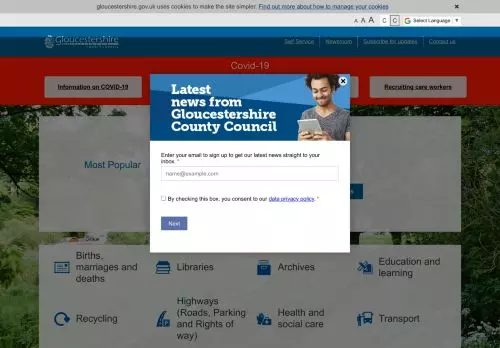 gloucestershire.gov.uk uses cookies to make the site simpler. Find out more about how to manage your cookies
x
A A A C C G Select Language ▼
Gloucestershire
Self Service Newsroom Subscribe for updates Contact us
Covid-19
Information on COVID-19
Recruiting care workers
Latest
news from
Gloucestershire
County Council
Enter your email to sign up to get our latest news straight to your
inbox. *
name@example.com
By checking this box, you consent to our data privacy policy. *
Next
Most Popular
Births,
marriages and
deaths
Libraries
Archives
Education and
learning
Recycling
Highways
(Roads, Parking
and Rights of
way)
Health and
social care
Transport